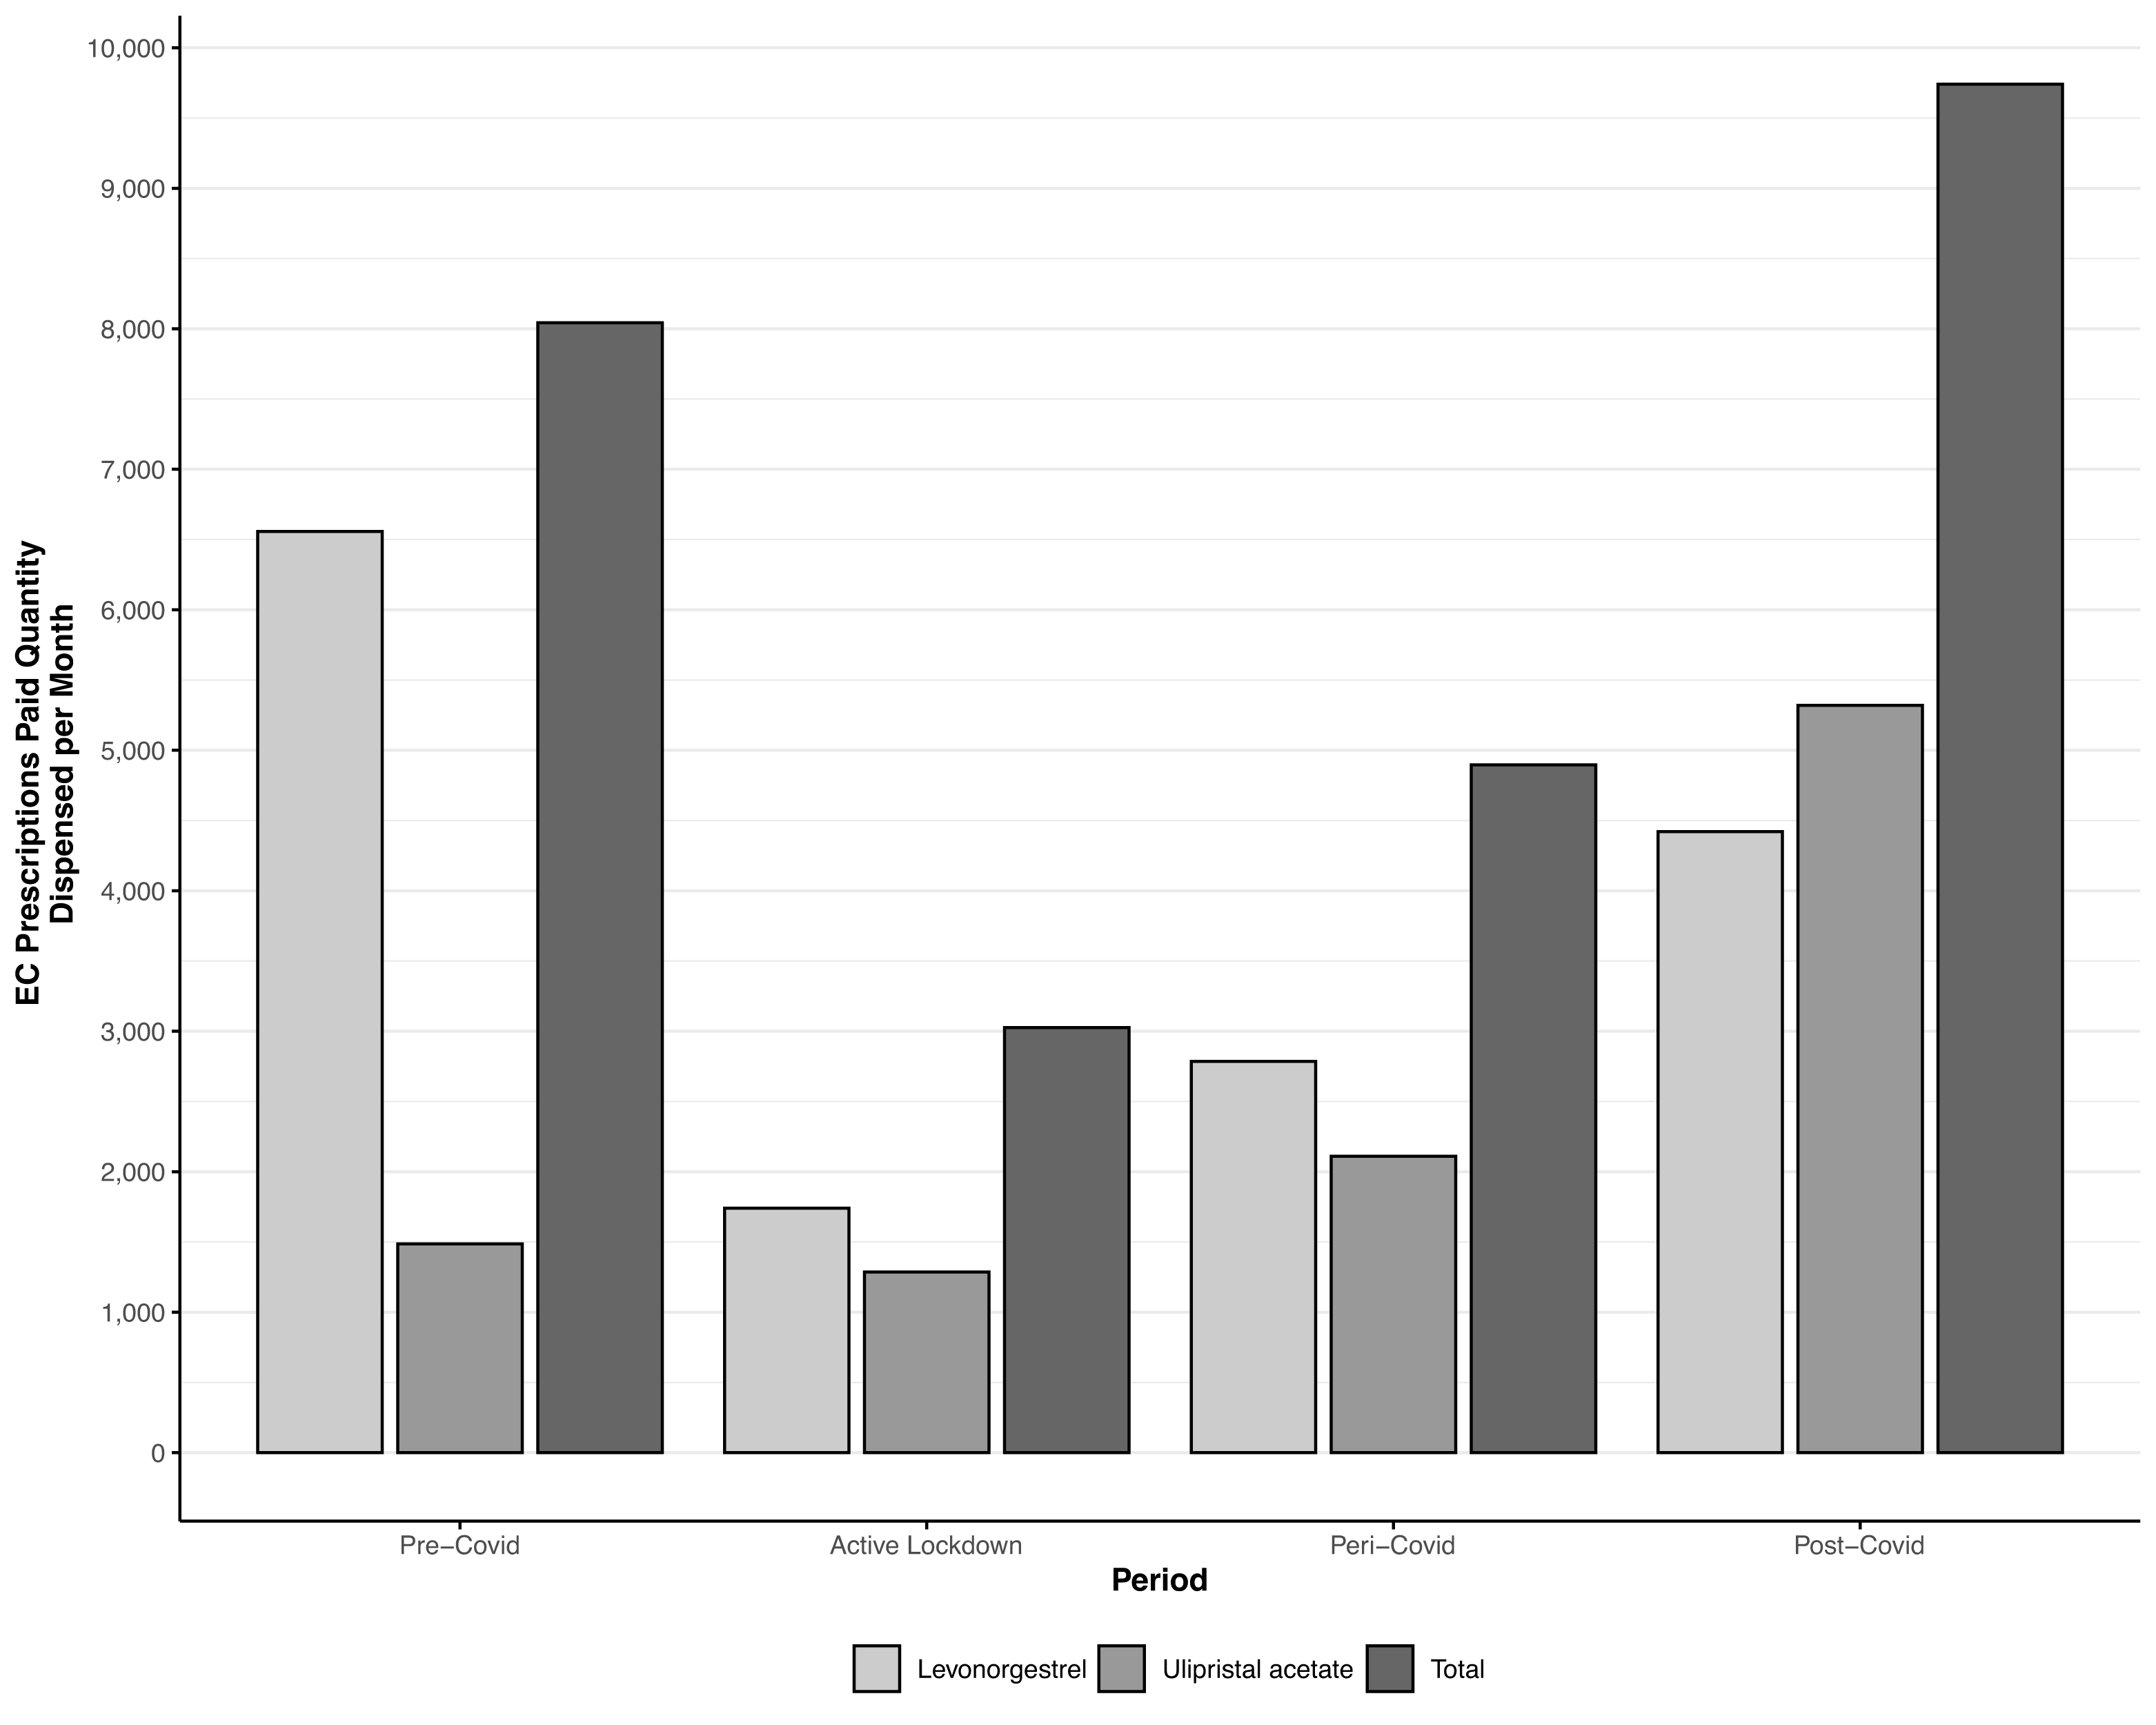 EC Prescriptions Paid Quantity
Dispensed per Month
10,000
9,000
8,000
7,000
6,000
5,000
4,000
3,000
2,000
1,000
0
Pre−Covid Active Lockdown Peri−Covid Post−Covid
Period
Levonorgestrel Ulipristal acetate Total